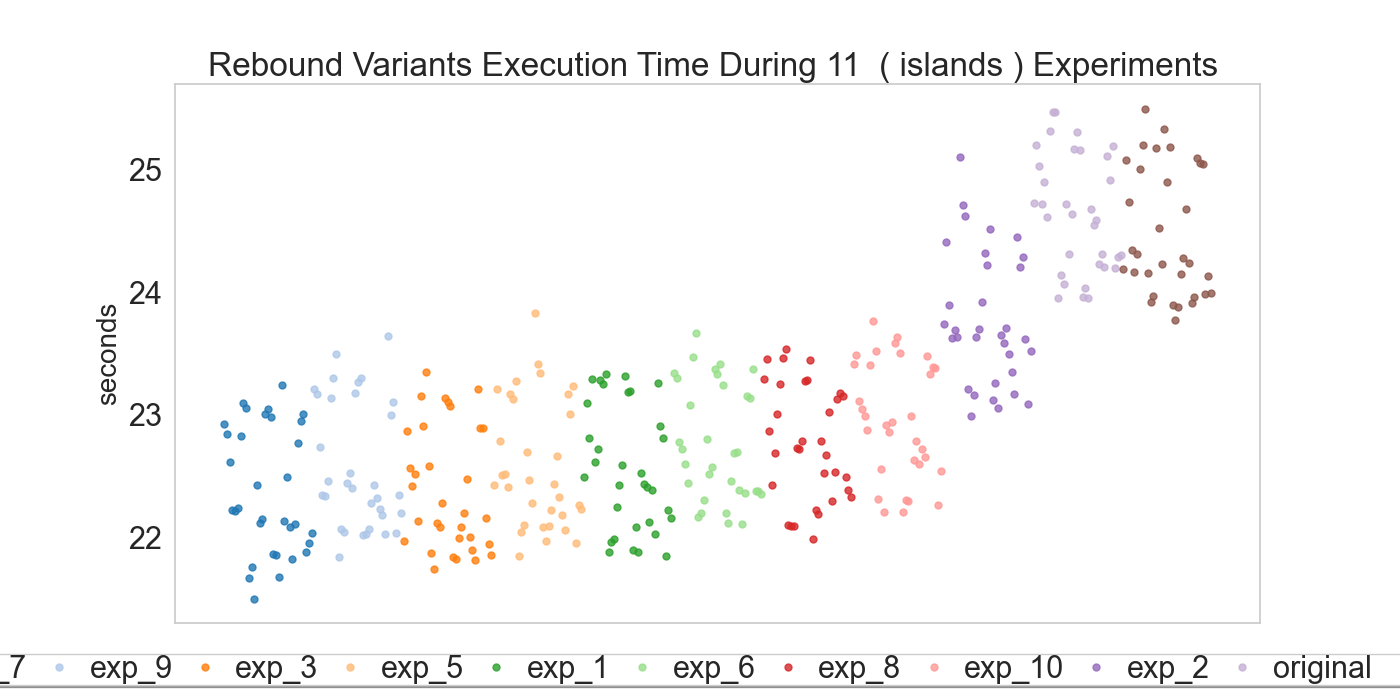 Rebound Variants Execution Time During 11 ( islands ) Experiments
25
24
23
22
seconds
_7 exp_9 exp_3 exp_5 exp_1 exp_6 exp_8 exp_10 exp_2 original